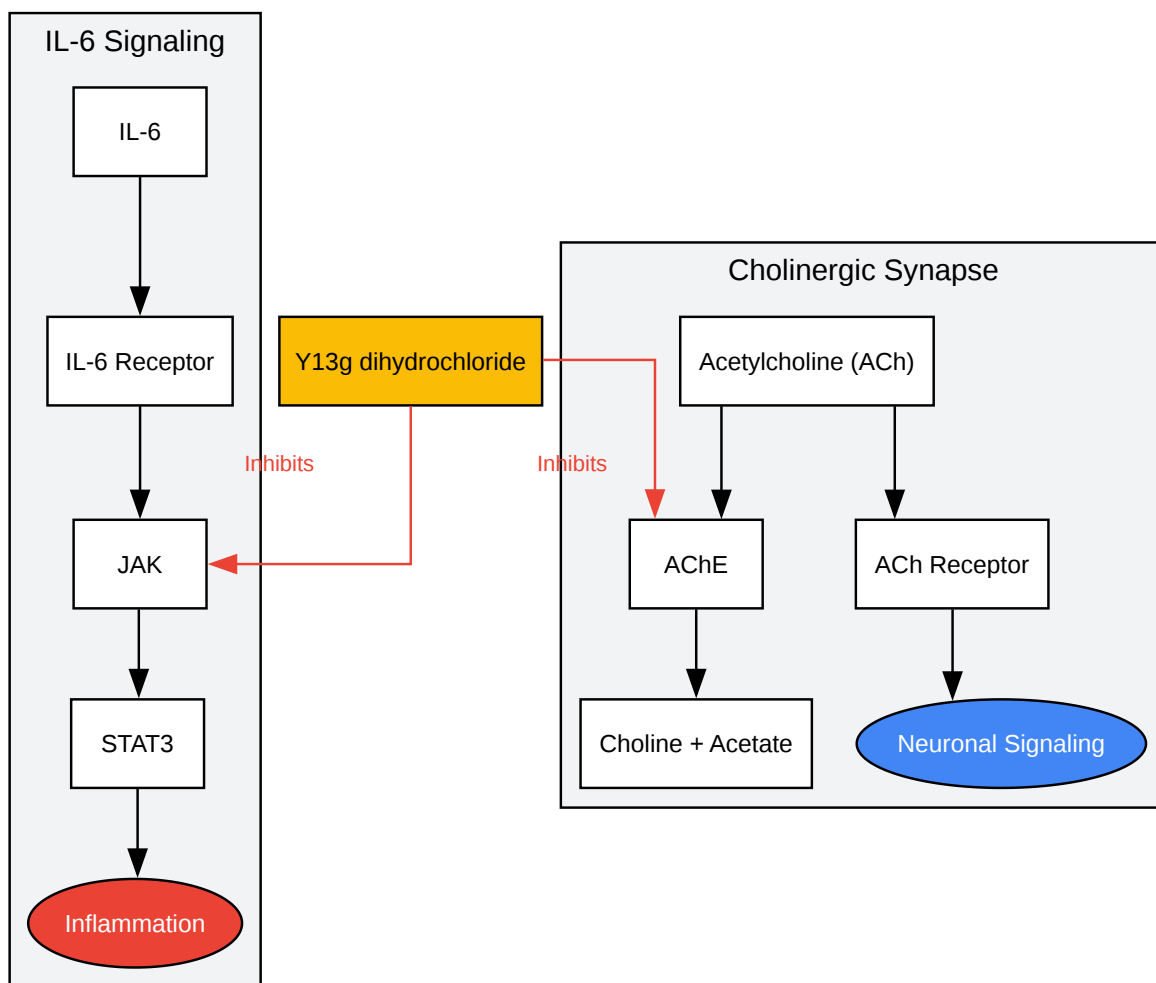 IL-6 Signaling
IL-6
IL-6 Receptor
JAK
STAT3
Inflammation
Y13g dihydrochloride
Inhibits
Inhibits
Cholinergic Synapse
Acetylcholine (ACh)
AChE
ACh Receptor
Choline + Acetate
Neuronal Signaling